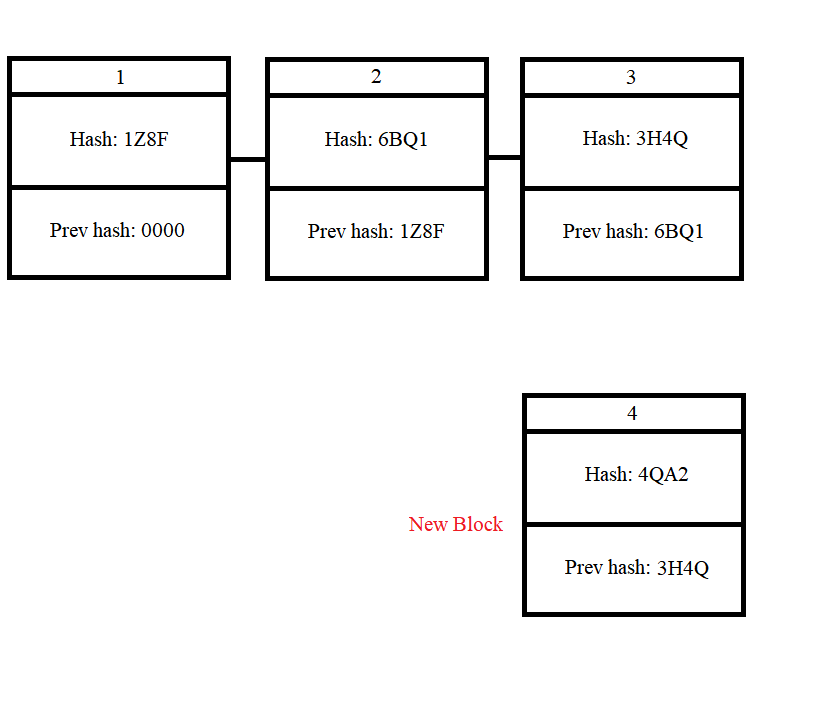 1
Hash: 1Z8F
Prev hash: 0000
2
Hash: 6BQ1
Prev hash: 1Z8F
3
Hash: 3H4Q
Prev hash: 6BQ1
New Block
4
Hash: 4QA2
Prev hash: 3H4Q